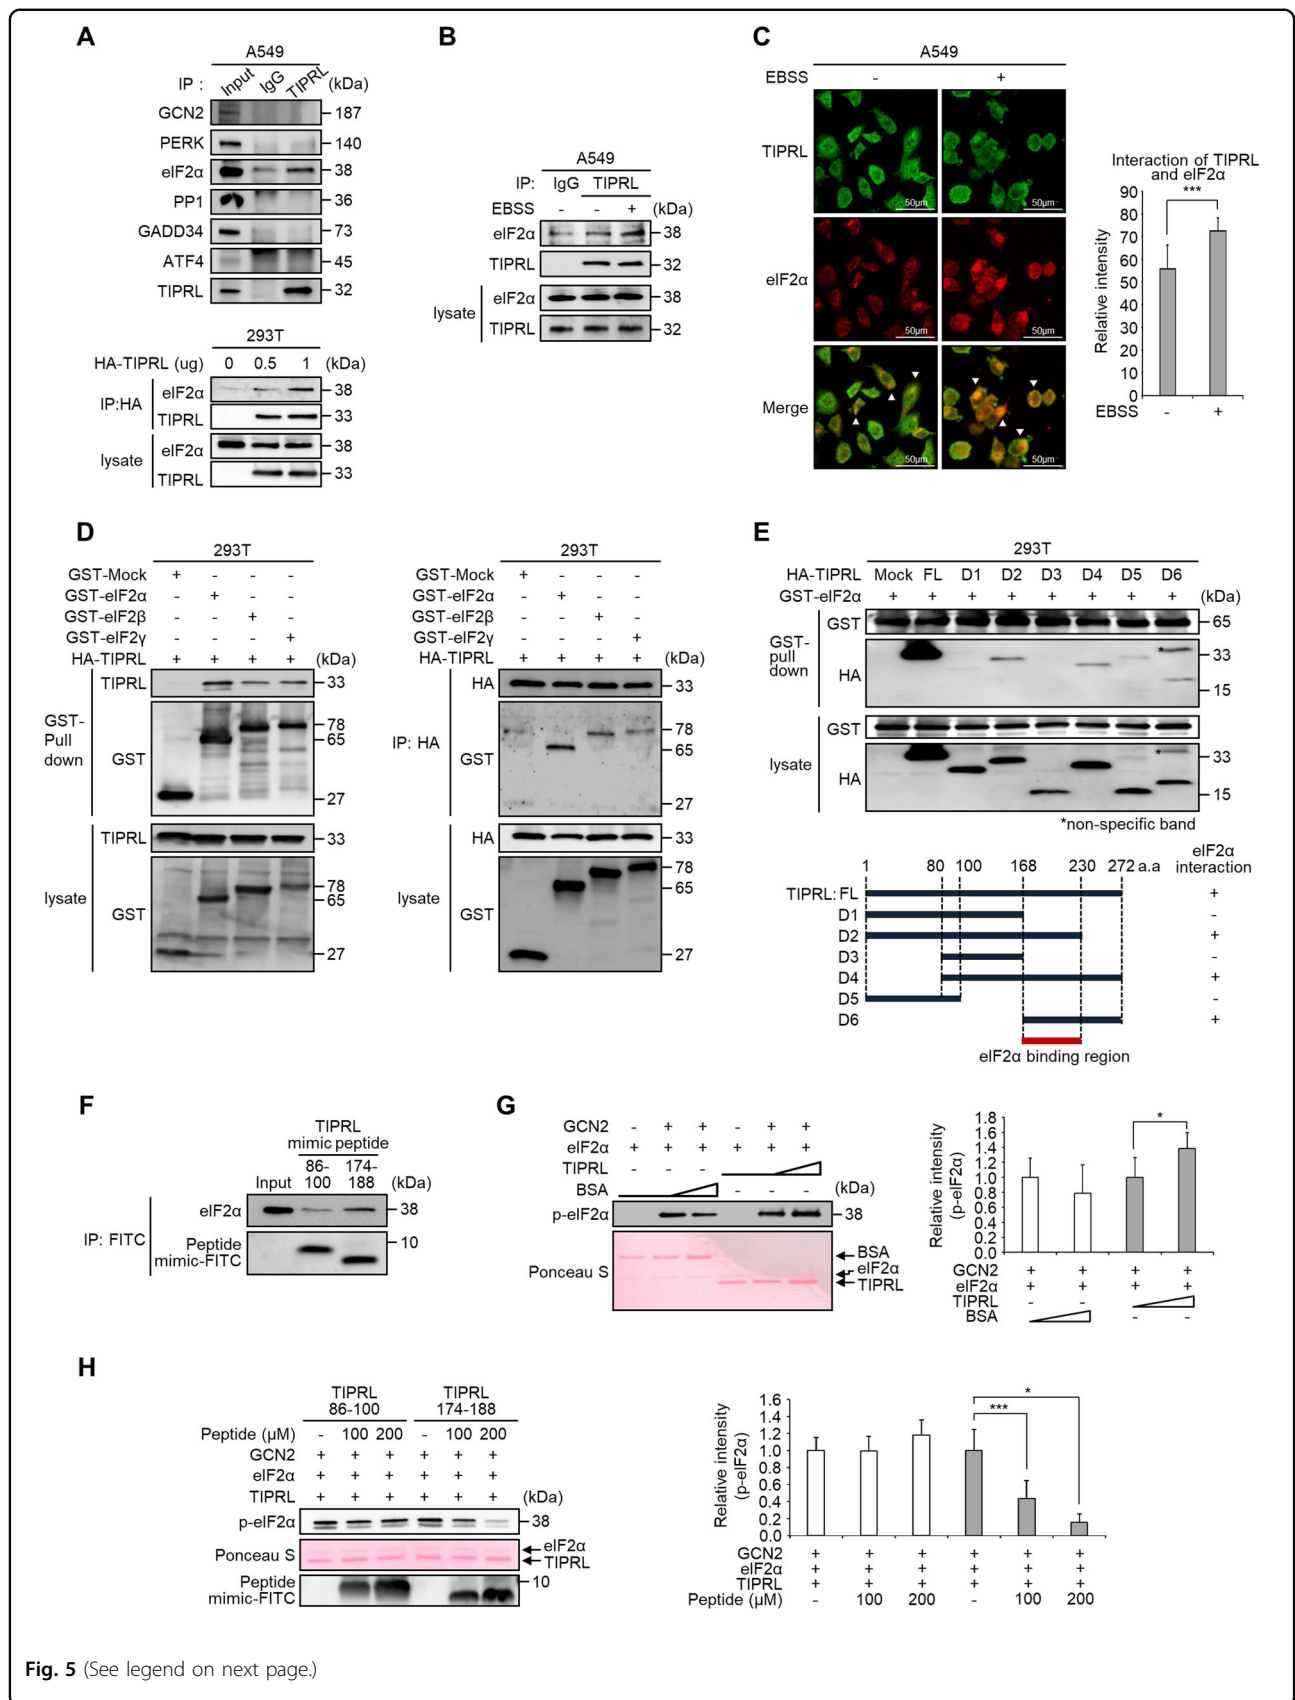 A
A549
IP :
Input
IgG
TIPRL
(kDa)
GCN2
187
PERK
140
eIF2α
38
PP1
36
GADD34
73
ATF4
45
TIPRL
32
293T
HA-TIPRL (ug) 0 0.5 1 (kDa)
IP:HA
eIF2α
38
TIPRL
33
lysate
eIF2α
38
TIPRL
33
B
A549
IP: IgG TIPRL
EBSS - - + (kDa)
eIF2α
38
TIPRL
32
lysate
eIF2α
38
TIPRL
32
C
A549
EBSS - +
TIPRL
50μm
50μm
eIF2α
50μm
50μm
Merge
50μm
50μm
Interaction of TIPRL
and eIF2α
***
Relative intensity
90
80
70
60
50
40
30
20
10
0
EBSS - +
D
293T
GST-Mock + - - -
GST-eIF2α - + - -
GST-eIF2β - - + -
GST-eIF2γ - - - +
HA-TIPRL + + + + (kDa)
GST-
Pull
down
TIPRL
33
GST
78
65
27
lysate
TIPRL
33
GST
78
65
27
293T
GST-Mock + - - -
GST-eIF2α - + - -
GST-eIF2β - - + -
GST-eIF2γ - - - +
HA-TIPRL + + + + (kDa)
IP: HA
HA
33
GST
78
65
27
lysate
HA
33
GST
78
65
27
E
293T
HA-TIPRL Mock FL D1 D2 D3 D4 D5 D6
GST-eIF2α + + + + + + + + (kDa)
GST-
pull
down
GST
65
HA
*
33
15
lysate
GST
65
HA
*
33
15
*non-specific band
1 80 100 168 230 272 a.a
eIF2α
interaction
TIPRL: FL +
D1 -
D2 +
D3 -
D4 +
D5 -
D6 +
eIF2α binding region
F
TIPRL
mimic peptide
Input 86-100 174-188 (kDa)
IP: FITC
eIF2α
38
Peptide
mimic-FITC
10
G
GCN2 - + + - + +
eIF2α + + + + + +
TIPRL - - -
BSA - - -
(kDa)
p-eIF2α
38
Ponceau S
BSA
eIF2α
TIPRL
Relative intensity
(p-eIF2α)
1.8
1.6
1.4
1.2
1.0
0.8
0.6
0.4
0.2
0.0
*
GCN2 + + + +
eIF2α + + + +
TIPRL - -
BSA - -
H
TIPRL
86-100
TIPRL
174-188
Peptide (μM) - 100 200 - 100 200
GCN2 + + + + + +
eIF2α + + + + + +
TIPRL + + + + + + (kDa)
p-eIF2α
38
Ponceau S
eIF2α
TIPRL
Peptide
mimic-FITC
10
Relative intensity
(p-eIF2α)
1.6
1.4
1.2
1.0
0.8
0.6
0.4
0.2
0.0
*
***
GCN2 + + + + + +
eIF2α + + + + + +
TIPRL + + + + + +
Peptide (μM) - 100 200 - 100 200
Fig. 5 (See legend on next page.)